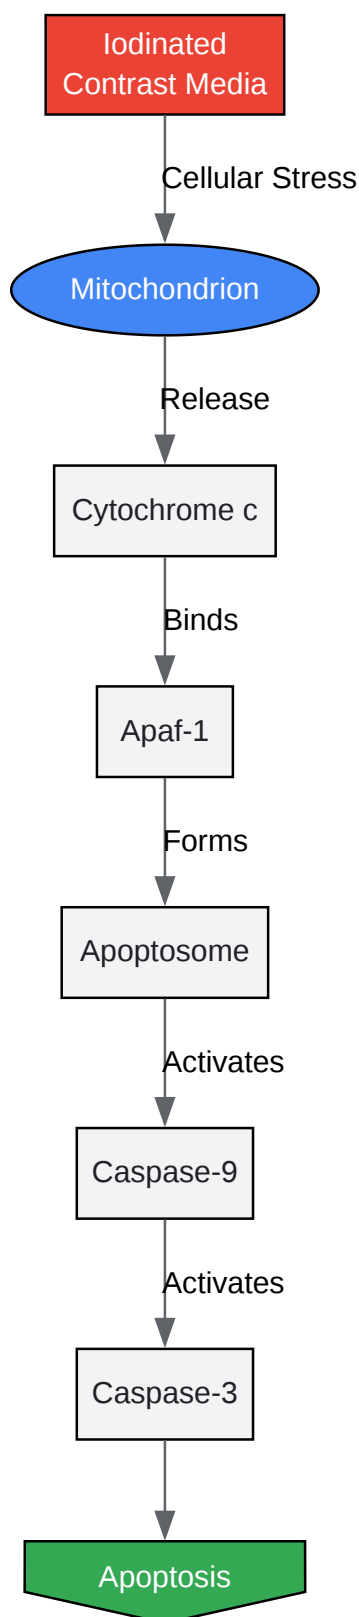 Iodinated
Contrast Media
Cellular Stress
Mitochondrion
Release
Cytochrome c
Binds
Apaf-1
Forms
Apoptosome
Activates
Caspase-9
Activates
Caspase-3
Apoptosis